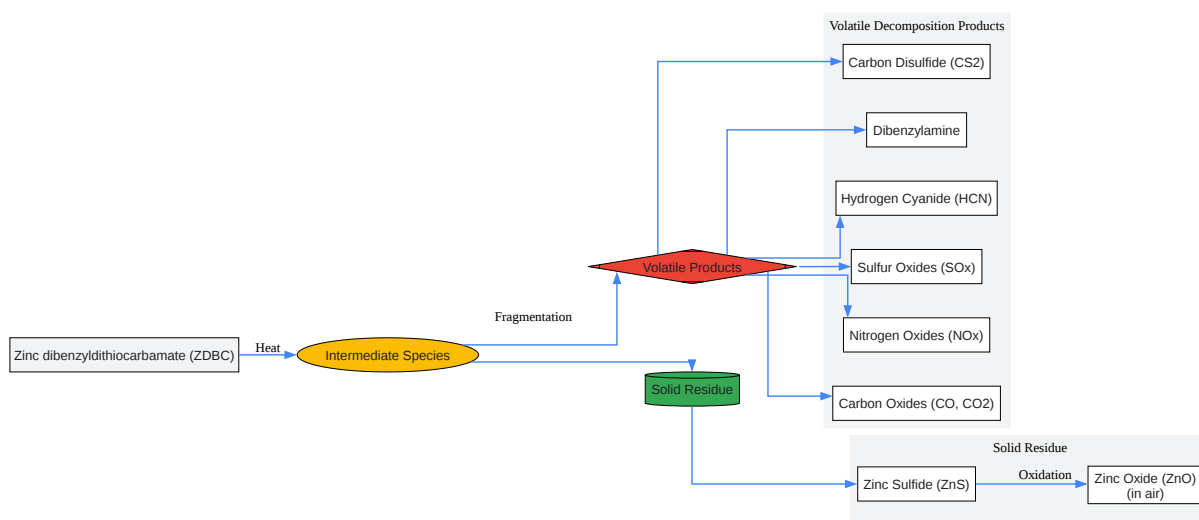 Volatile Decomposition Products
Carbon Disulfide (CS2)
Dibenzylamine
Hydrogen Cyanide (HCN)
Volatile Products
Sulfur Oxides (SOx)
Fragmentation
Nitrogen Oxides (NOx)
Zinc dibenzyldithiocarbamate (ZDBC)
Heat
Intermediate Species
Solid Residue
Carbon Oxides (CO, CO2)
Solid Residue
Zinc Sulfide (ZnS)
Oxidation
Zinc Oxide (ZnO)
(in air)